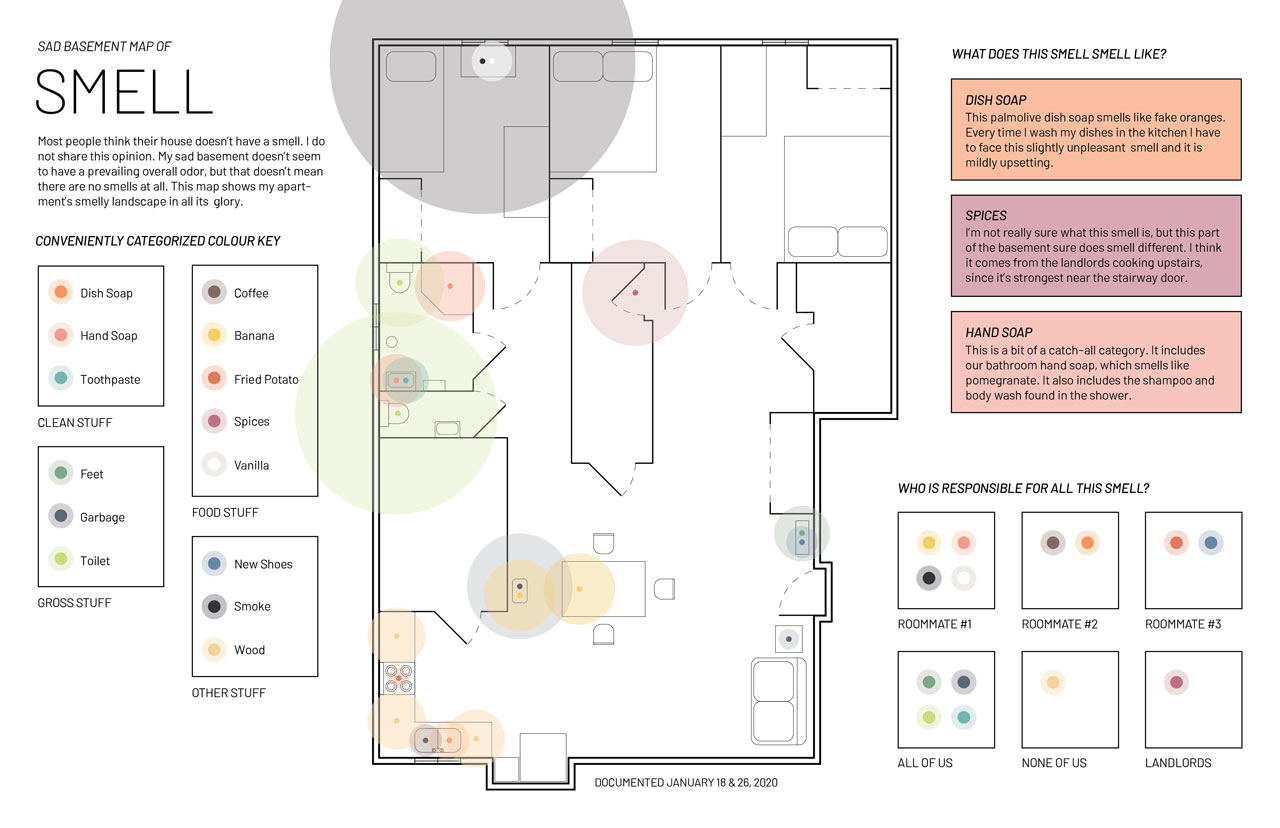 SAD BASEMENT MAP OF
SMELL
Most people think their house doesn't have a smell. I do
not share this opinion. My sad basement doesn't seem
to have a prevailing overall odor, but that doesn't mean
there are no smells at all. This map shows my apart-
ment's smelly landscape in all its glory.
CONVENIENTLY CATEGORIZED COLOUR KEY
Dish Soap
Hand Soap
Toothpaste
CLEAN STUFF
Feet
Garbage
Toilet
GROSS STUFF
Coffee
Banana
Fried Potato
Spices
Vanilla
FOOD STUFF
New Shoes
Smoke
Wood
OTHER STUFF
DOCUMENTED JANUARY 18 & 26, 2020
WHAT DOES THIS SMELL SMELL LIKE?
DISH SOAP
This palmolive dish soap smells like fake oranges.
Every time I wash my dishes in the kitchen I have
to face this slightly unpleasant smell and it is
mildly upsetting.
SPICES
I'm not really sure what this smell is, but this part
of the basement sure does smell different. I think
it comes from the landlords cooking upstairs,
since it's strongest near the stairway door.
HAND SOAP
This is a bit of a catch-all category. It includes
our bathroom hand soap, which smells like
pomegranate. It also includes the shampoo and
body wash found in the shower.
WHO IS RESPONSIBLE FOR ALL THIS SMELL?
ROOMMATE #1
ROOMMATE #2
ROOMMATE #3
ALL OF US
NONE OF US
LANDLORDS